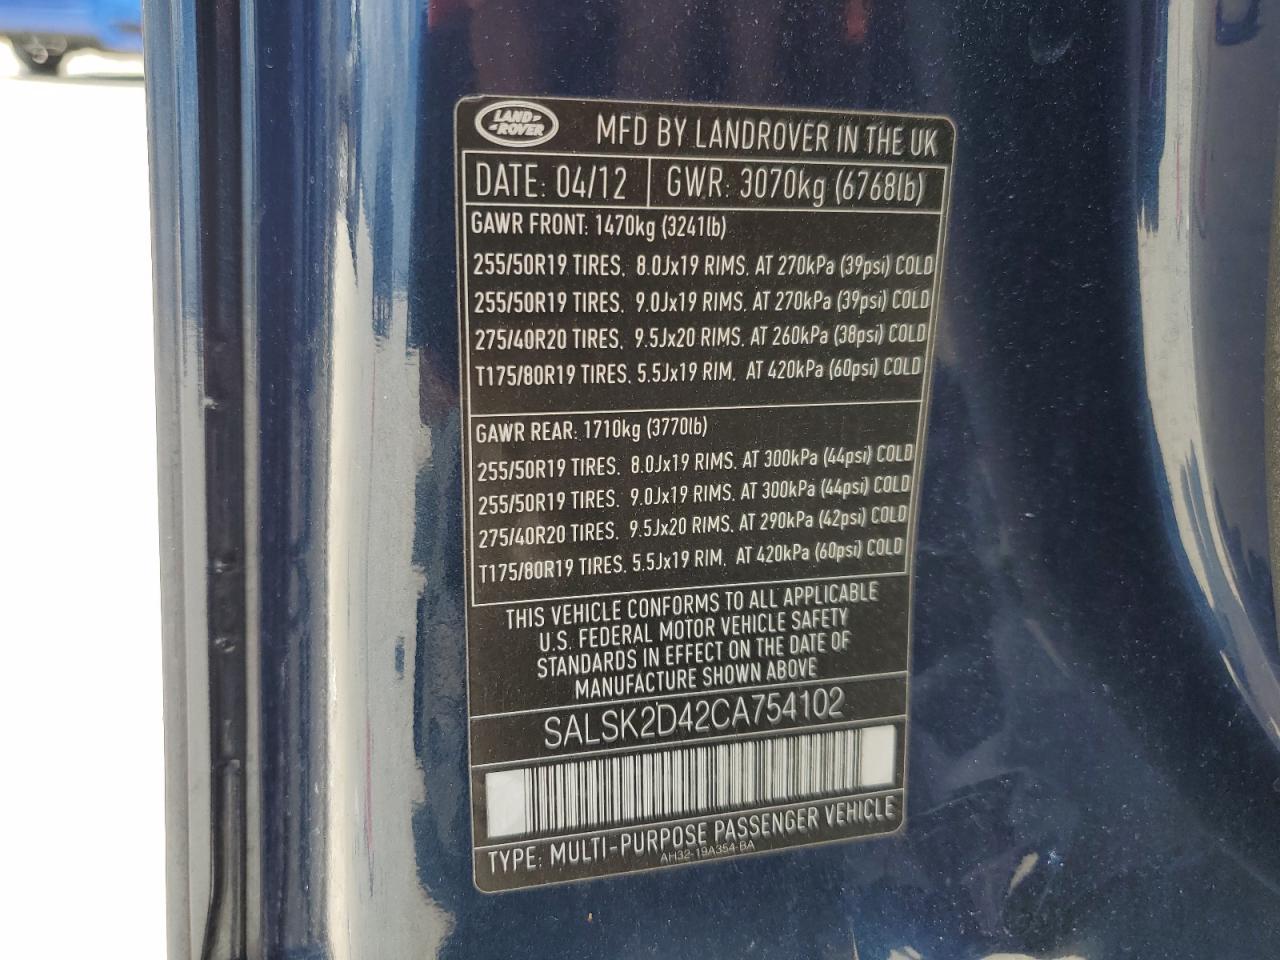 LAND ROVER
MFD BY LANDROVER IN THE UK
DATE: 04/12 GWR: 3070kg (6768lb)
GAWR FRONT: 1470kg (3241lb)
255/50R19 TIRES, 8.0Jx19 RIMS, AT 270kPa (39psi) COLD
255/50R19 TIRES, 9.0Jx19 RIMS, AT 270kPa (39psi) COLD
275/40R20 TIRES, 9.5Jx20 RIMS, AT 260kPa (38psi) COLD
T175/80R19 TIRES, 5.5Jx19 RIM, AT 420kPa (60psi) COLD
GAWR REAR: 1710kg (3770lb)
255/50R19 TIRES, 8.0Jx19 RIMS, AT 300kPa (44psi) COLD
255/50R19 TIRES, 9.0Jx19 RIMS, AT 300kPa (44psi) COLD
275/40R20 TIRES, 9.5Jx20 RIMS, AT 290kPa (42psi) COLD
T175/80R19 TIRES, 5.5Jx19 RIM, AT 420kPa (60psi) COLD
THIS VEHICLE CONFORMS TO ALL APPLICABLE
U.S. FEDERAL MOTOR VEHICLE SAFETY
STANDARDS IN EFFECT ON THE DATE OF
MANUFACTURE SHOWN ABOVE
SALSK2D42CA754102
TYPE: MULTI-PURPOSE PASSENGER VEHICLE
AH32-19A354-BA